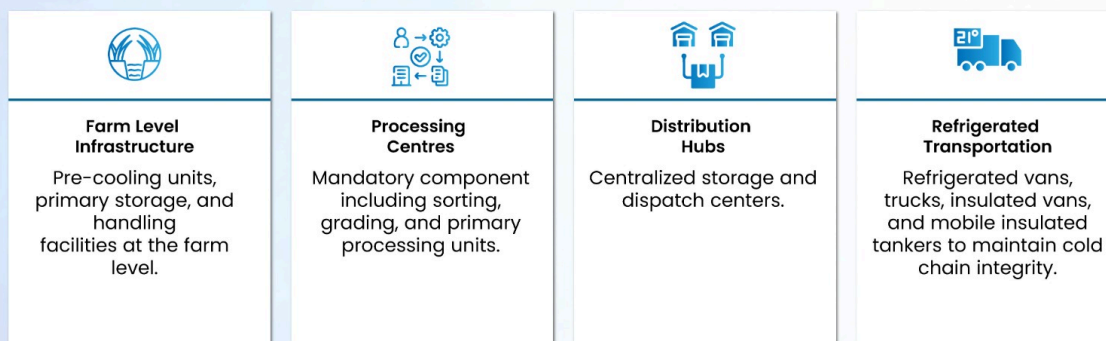 Farm Level
Infrastructure
Pre-cooling units,
primary storage, and
handling
facilities at the farm
level.
Processing
Centres
Mandatory component
including sorting,
grading, and primary
processing units.
Distribution
Hubs
Centralized storage and
dispatch centers.
21°
Refrigerated
Transportation
Refrigerated vans,
trucks, insulated vans,
and mobile insulated
tankers to maintain cold
chain integrity.